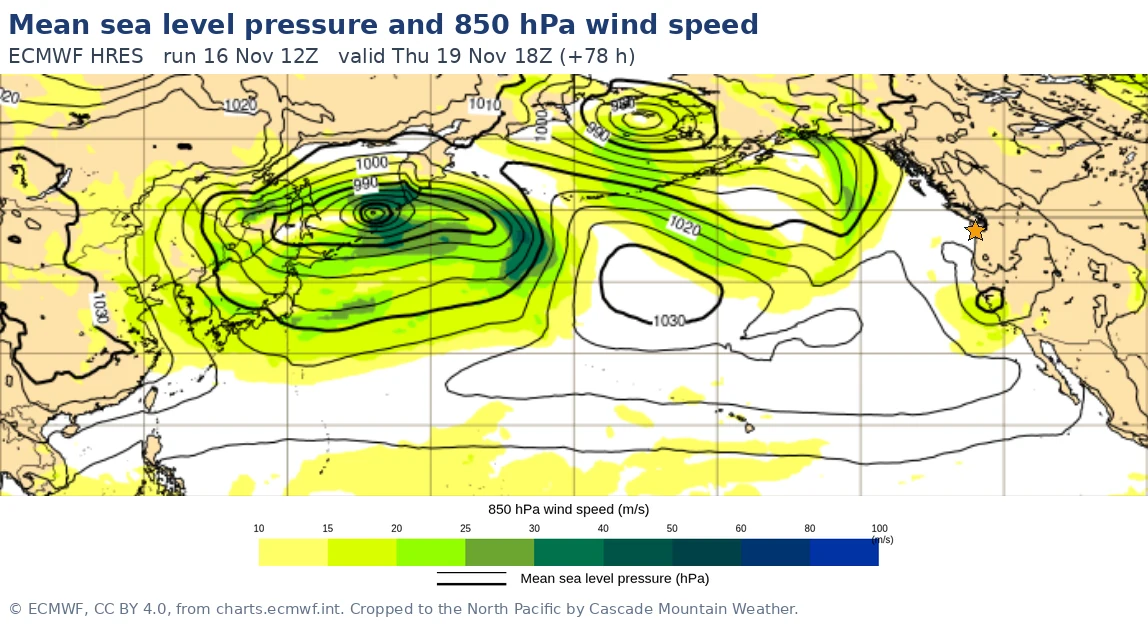 Mean sea level pressure and 850 hPa wind speed
ECMWF HRES run 16 Nov 12Z valid Thu 19 Nov 18Z (+78 h)
020
1020
1010
1000
980
990
1000
990
1020
1030
1030
850 hPa wind speed (m/s)
10 15 20 25 30 40 50 60 80 100
(m/s)
Mean sea level pressure (hPa)
© ECMWF, CC BY 4.0, from charts.ecmwf.int. Cropped to the North Pacific by Cascade Mountain Weather.